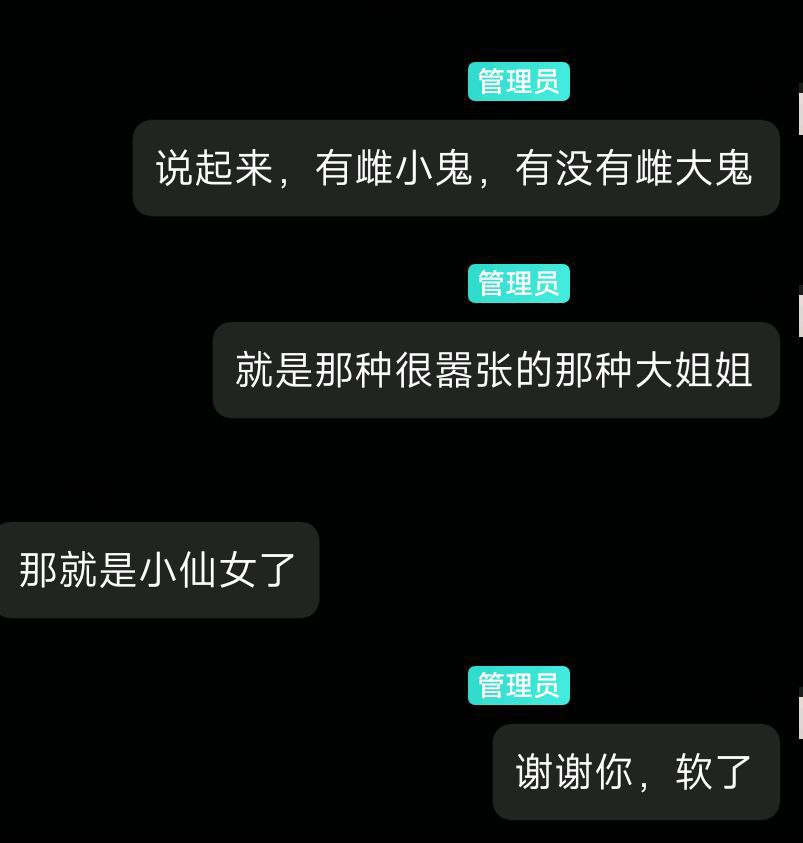 管理员
说起来，有雌小鬼，有没有雌大鬼
管理员
就是那种很嚣张的那种大姐姐
那就是小仙女了
管理员
谢谢你，软了